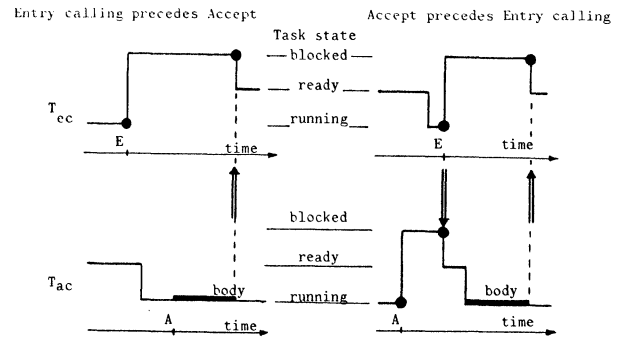 Entry calling precedes Accept
Accept precedes Entry calling
Task state
blocked
ready
running
T ec
E
time
E
time
blocked
ready
running
T ac
body
A
time
body
A
time